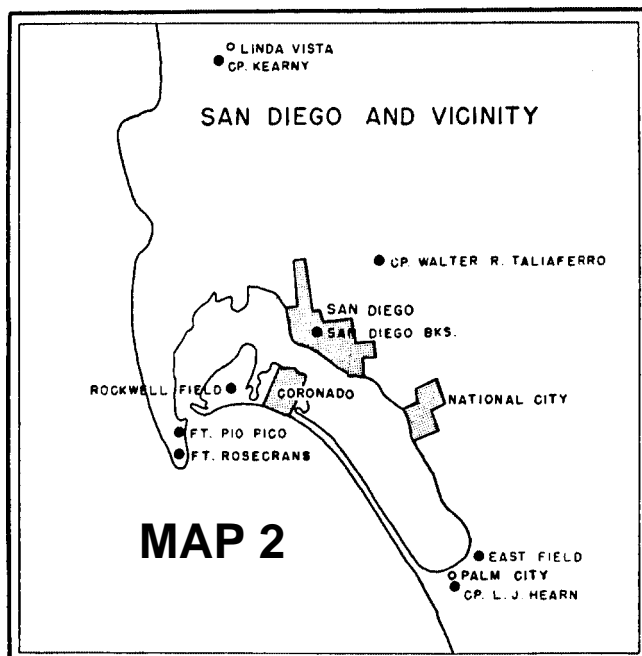 LINDA VISTA
CP. KEARNY
SAN DIEGO AND VICINITY
CP. WALTER R. TALIAFERRO
SAN DIEGO
SAN DIEGO BKS.
ROCKWELL FIELD
CORONADO
NATIONAL CITY
FT. PIO PICO
FT. ROSECRANS
MAP 2
EAST FIELD
PALM CITY
CP. L. J. HEARN